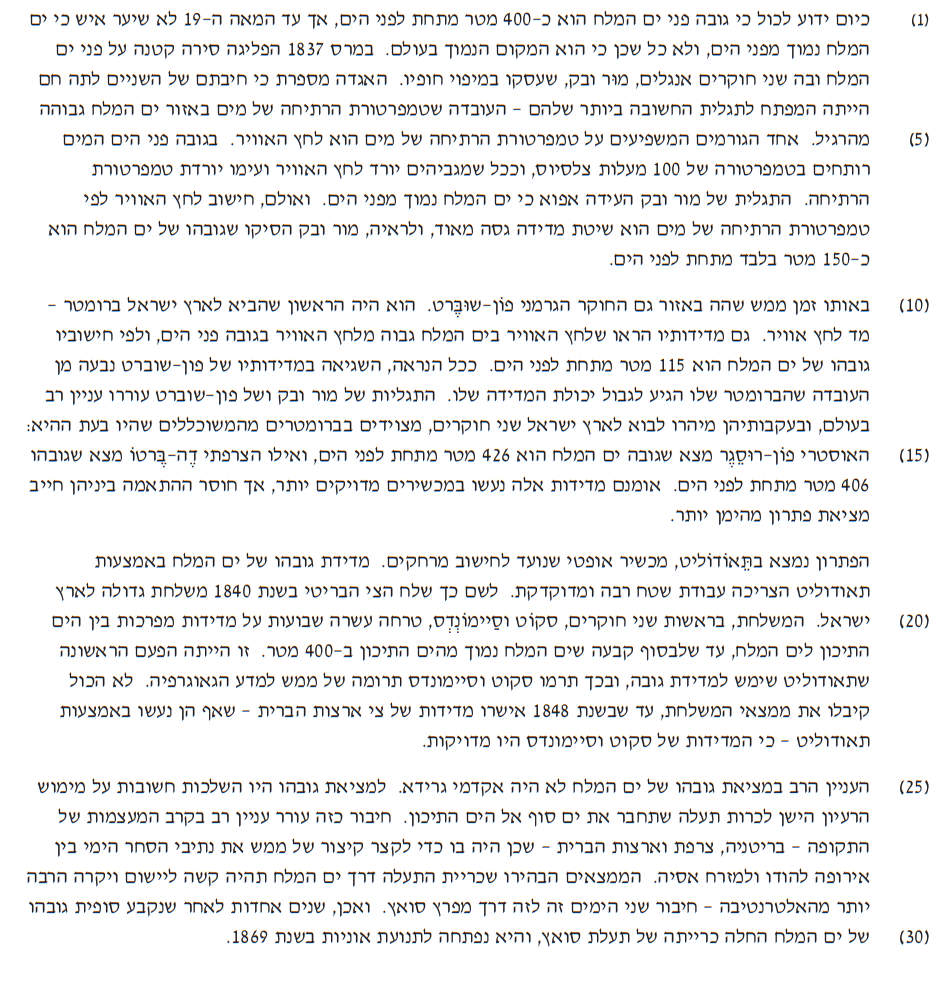 (1) כיום ידוע לכול כי גובה פני ים המלח הוא כ-400 מטר מתחת לפני הים, אך עד המאה ה-19 לא שיער איש כי ים
המלח נמוך מפני הים, ולא כל שכן כי הוא המקום הנמוך בעולם. במרס 1837 הפליגה סירה קטנה על פני ים
המלח ובה שני חוקרים אנגלים, מוּר ובק, שעסקו במיפוי חופיו. האגדה מספרת כי חיבתם של השניים לתה חם
הייתה המפתח לתגלית החשובה ביותר שלהם – העובדה שטמפרטורת הרתיחה של מים באזור ים המלח גבוהה
(5) מהרגיל. אחד הגורמים המשפיעים על טמפרטורת הרתיחה של מים הוא לחץ האוויר. בגובה פני הים המים
רותחים בטמפרטורה של 100 מעלות צלסיוס, וככל שמגביהים יורד לחץ האוויר ועימו יורדת טמפרטורת
הרתיחה. התגלית של מור ובק העידה אפוא כי ים המלח נמוך מפני הים. ואולם, חישוב לחץ האוויר לפי
טמפרטורת הרתיחה של מים הוא שיטת מדידה גסה מאוד, ולראיה, מור ובק הסיקו שגובהו של ים המלח הוא
כ-150 מטר בלבד מתחת לפני הים.
(10) באותו זמן ממש שהה באזור גם החוקר הגרמני פוֹן-שוּבֶּרט. הוא היה הראשון שהביא לארץ ישראל ברומטר –
מד לחץ אוויר. גם מדידותיו הראו שלחץ האוויר בים המלח גבוה מלחץ האוויר בגובה פני הים, ולפי חישוביו
גובהו של ים המלח הוא 115 מטר מתחת לפני הים. ככל הנראה, השגיאה במדידותיו של פון-שוברט נבעה מן
העובדה שהברומטר שלו הגיע לגבול יכולת המדידה שלו. התגליות של מור ובק ושל פון-שוברט עוררו עניין רב
בעולם, ובעקבותיהן מיהרו לבוא לארץ ישראל שני חוקרים, מצוידים בברומטרים מהמשוכללים שהיו בעת ההיא:
(15) האוסטרי פוֹן-רוּסֵגֶר מצא שגובה ים המלח הוא 426 מטר מתחת לפני הים, ואילו הצרפתי דֶה-בֶּרטוֹ מצא שגובהו
406 מטר מתחת לפני הים. אומנם מדידות אלה נעשו במכשירים מדויקים יותר, אך חוסר ההתאמה ביניהן חייב
מציאת פתרון מהימן יותר.
הפתרון נמצא בתֵּאוֹדוֹליט, מכשיר אופטי שנועד לחישוב מרחקים. מדידת גובהו של ים המלח באמצעות
תאודוליט הצריכה עבודת שטח רבה ומדוקדקת. לשם כך שלח הצי הבריטי בשנת 1840 משלחת גדולה לארץ
(20) ישראל. המשלחת, בראשות שני חוקרים, סקוֹט וסַיימוֹנְדְס, טרחה עשרה שבועות על מדידות מפרכות בין הים
התיכון לים המלח, עד שלבסוף קבעה שים המלח נמוך מהים התיכון ב-400 מטר. זו הייתה הפעם הראשונה
שתאודוליט שימש למדידת גובה, ובכך תרמו סקוט וסיימונדס תרומה של ממש למדע הגאוגרפיה. לא הכול
קיבלו את ממצאי המשלחת, עד שבשנת 1848 אישרו מדידות של צי ארצות הברית – שאף הן נעשו באמצעות
תאודוליט – כי המדידות של סקוט וסיימונדס היו מדויקות.
(25) העניין הרב במציאת גובהו של ים המלח לא היה אקדמי גרידא. למציאת גובהו היו השלכות חשובות על מימוש
הרעיון הישן לכרות תעלה שתחבר את ים סוף אל הים התיכון. חיבור כזה עורר עניין רב בקרב המעצמות של
התקופה – בריטניה, צרפת וארצות הברית – שכן היה בו כדי לקצר קיצור של ממש את נתיבי הסחר הימי בין
אירופה להודו ולמזרח אסיה. הממצאים הבהירו שכריית התעלה דרך ים המלח תהיה קשה ליישום ויקרה הרבה
יותר מהאלטרנטיבה – חיבור שני הימים זה לזה דרך מפרץ סואץ. ואכן, שנים אחדות לאחר שנקבע סופית גובהו
(30) של ים המלח החלה כרייתה של תעלת סואץ, והיא נפתחה לתנועת אוניות בשנת 1869.